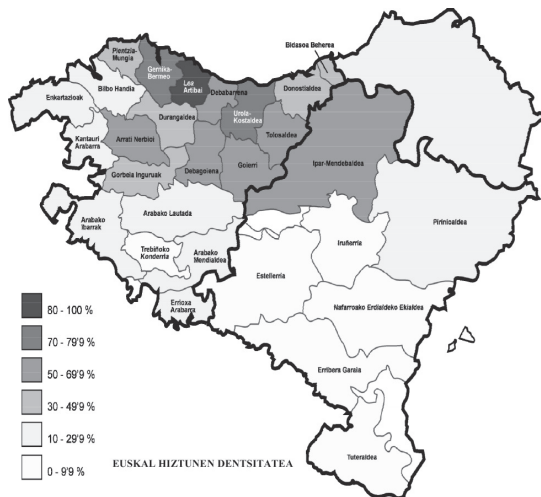 Plentzia-
Mungia
Gernika-
Bermeo
Lea
Artibai
Bidasoa Beherea
Bilbo Handia
Debabarrena
Donostialdea
Enkartazioak
Urola-
Kostaldea
Durangaldea
Tolosaldea
Kantauri
Arabarra
Arrati Nerbioi
Ipar-Mendebaldea
Goierri
Gorbeia Inguruak
Debagoiena
Pirinioaldea
Arabako Lautada
Arabako
Ibarrak
Iruñerria
Trebiñoko
Konderria
Arabako
Mendialdea
Estellerria
Nafarroako Erdialdeko Ekialdea
Errioxa
Arabarra
Erribera Garaia
Tuteraldea
80 - 100 %
70 - 79'9 %
50 - 69'9 %
30 - 49'9 %
10 - 29'9 %
0 - 9'9 %
EUSKAL HIZTUNEN DENTSITATEA